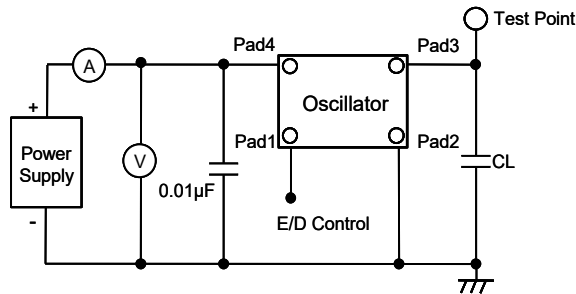 Test Point
Pad4
Pad3
A
Oscillator
+
Pad1
Pad2
Power
Supply
V
0.01µF
CL
-
E/D Control